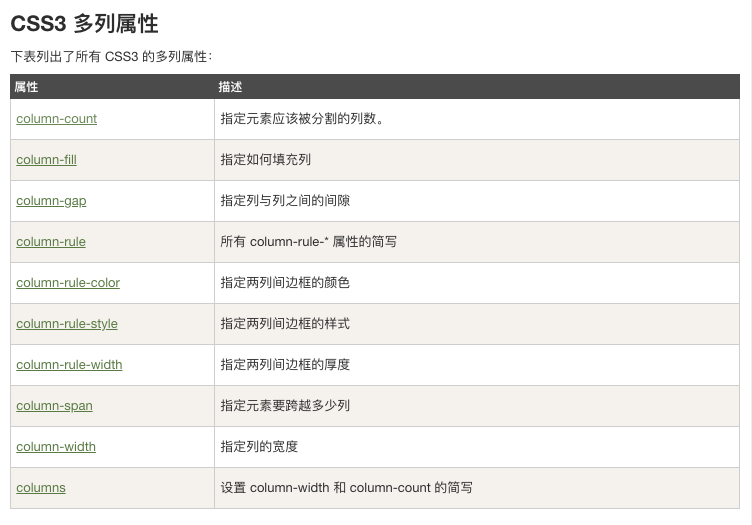 CSS3 多列属性
下表列出了所有 CSS3 的多列属性：
属性 描述
column-count 指定元素应该被分割的列数。
column-fill 指定如何填充列
column-gap 指定列与列之间的间隙
column-rule 所有 column-rule-* 属性的简写
column-rule-color 指定两列间边框的颜色
column-rule-style 指定两列间边框的样式
column-rule-width 指定两列间边框的厚度
column-span 指定元素要跨越多少列
column-width 指定列的宽度
columns 设置 column-width 和 column-count 的简写